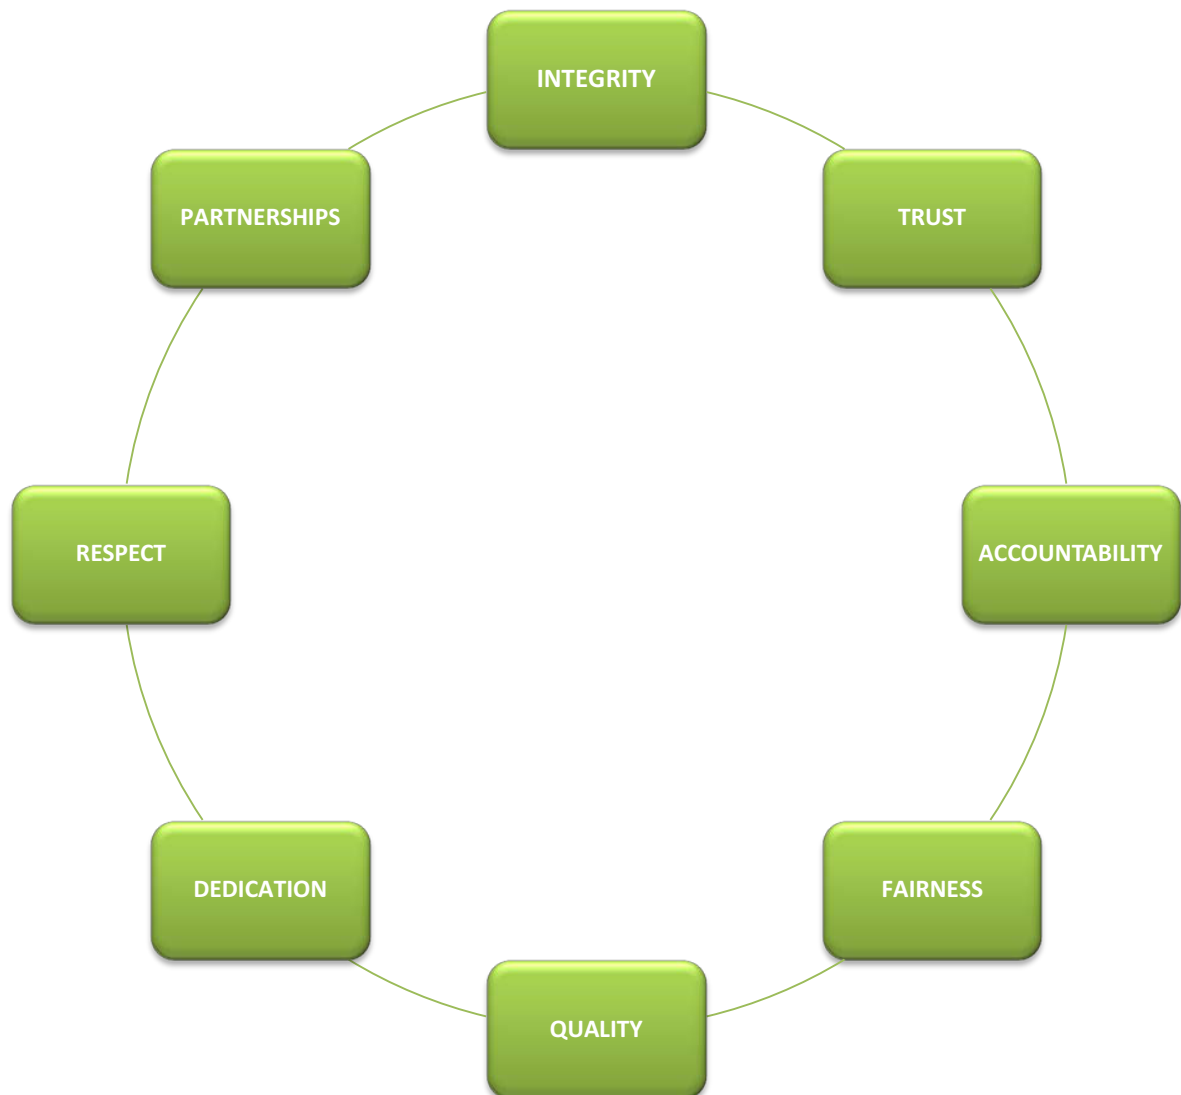 INTEGRITY
TRUST
ACCOUNTABILITY
FAIRNESS
QUALITY
DEDICATION
RESPECT
PARTNERSHIPS